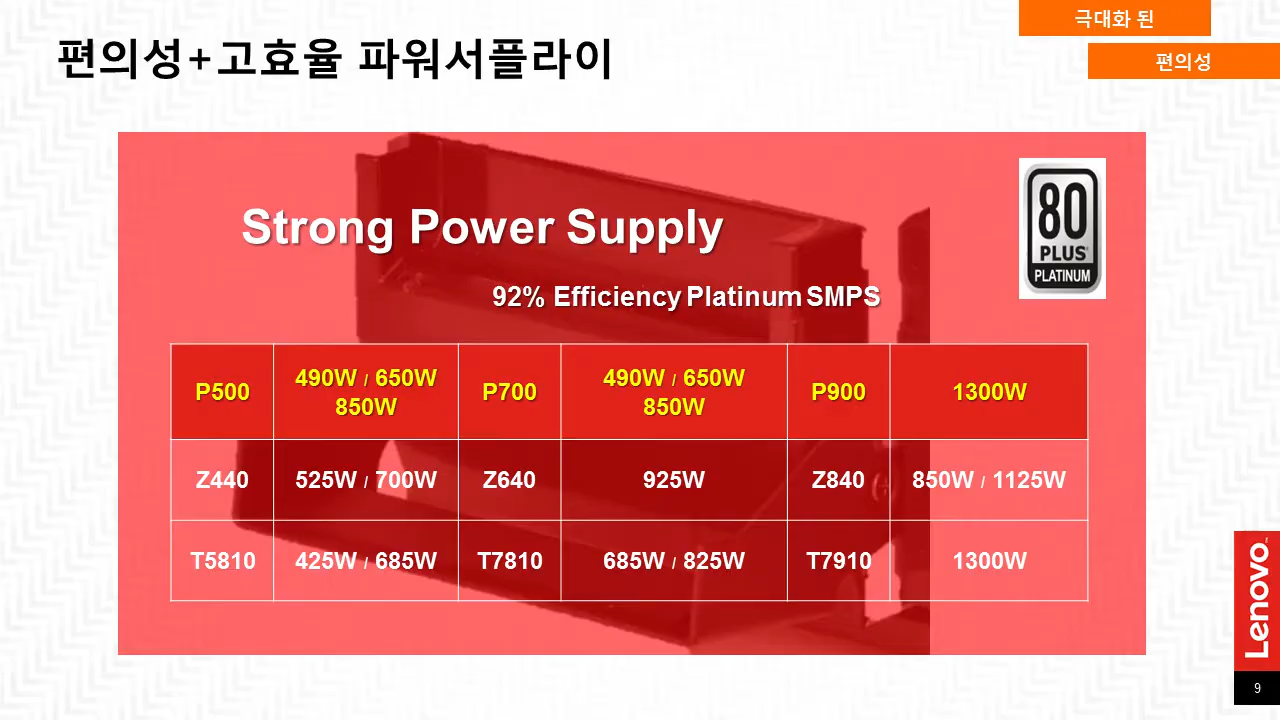 극대화 된
편의성
편의성+고효율 파워서플라이
80
PLUS
PLATINUM
Strong Power Supply
92% Efficiency Platinum SMPS
P500 490W / 650W 850W P700 490W / 650W 850W P900 1300W
Z440 525W / 700W Z640 925W Z840 850W / 1125W
T5810 425W / 685W T7810 685W / 825W T7910 1300W
Lenovo
9